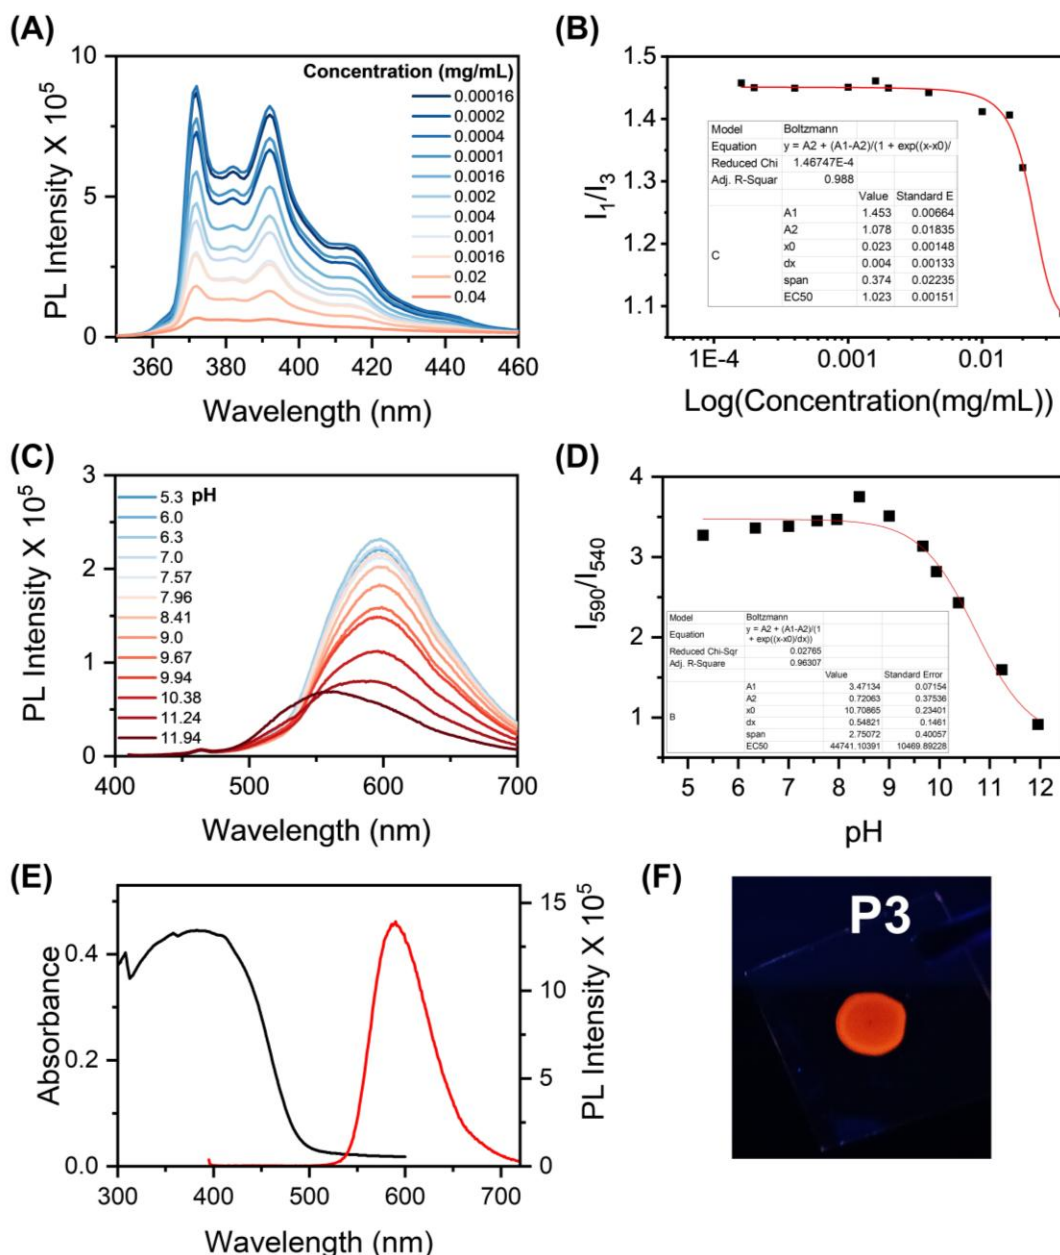 (A)
10
5
0
PL Intensity X 10⁵
Concentration (mg/mL)
0.00016
0.0002
0.0004
0.0001
0.0016
0.002
0.004
0.001
0.0016
0.02
0.04
360 380 400 420 440 460
Wavelength (nm)
(B)
1.5
1.4
1.3
1.2
1.1
I₁/I₃
Model Boltzmann
Equation y = A2 + (A1-A2)/(1 + exp((x-x0)/
Reduced Chi 1.46747E-4
Adj. R-Squar 0.988
Value Standard E
C
A1 1.453 0.00664
A2 1.078 0.01835
x0 0.023 0.00148
dx 0.004 0.00133
span 0.374 0.02235
EC50 1.023 0.00151
1E-4 0.001 0.01
Log(Concentration(mg/mL))
(C)
3
2
1
0
PL Intensity X 10⁵
5.3 pH
6.0
6.3
7.0
7.57
7.96
8.41
9.0
9.67
9.94
10.38
11.24
11.94
400 500 600 700
Wavelength (nm)
(D)
4
3
2
1
I₅₉₀/I₅₄₀
Model Boltzmann
Equation y = A2 + (A1-A2)/(1
+ exp((x-x0)/dx))
Reduced Chi-Sqr 0.02765
Adj. R-Square 0.96307
Value Standard Error
B
A1 3.47134 0.07154
A2 0.72063 0.37536
x0 10.70865 0.23401
dx 0.54821 0.1461
span 2.75072 0.40057
EC50 44741.10391 10469.89228
5 6 7 8 9 10 11 12
pH
(E)
0.4
0.2
0.0
Absorbance
15
10
5
0
PL Intensity X 10⁵
300 400 500 600 700
Wavelength (nm)
(F)
P3